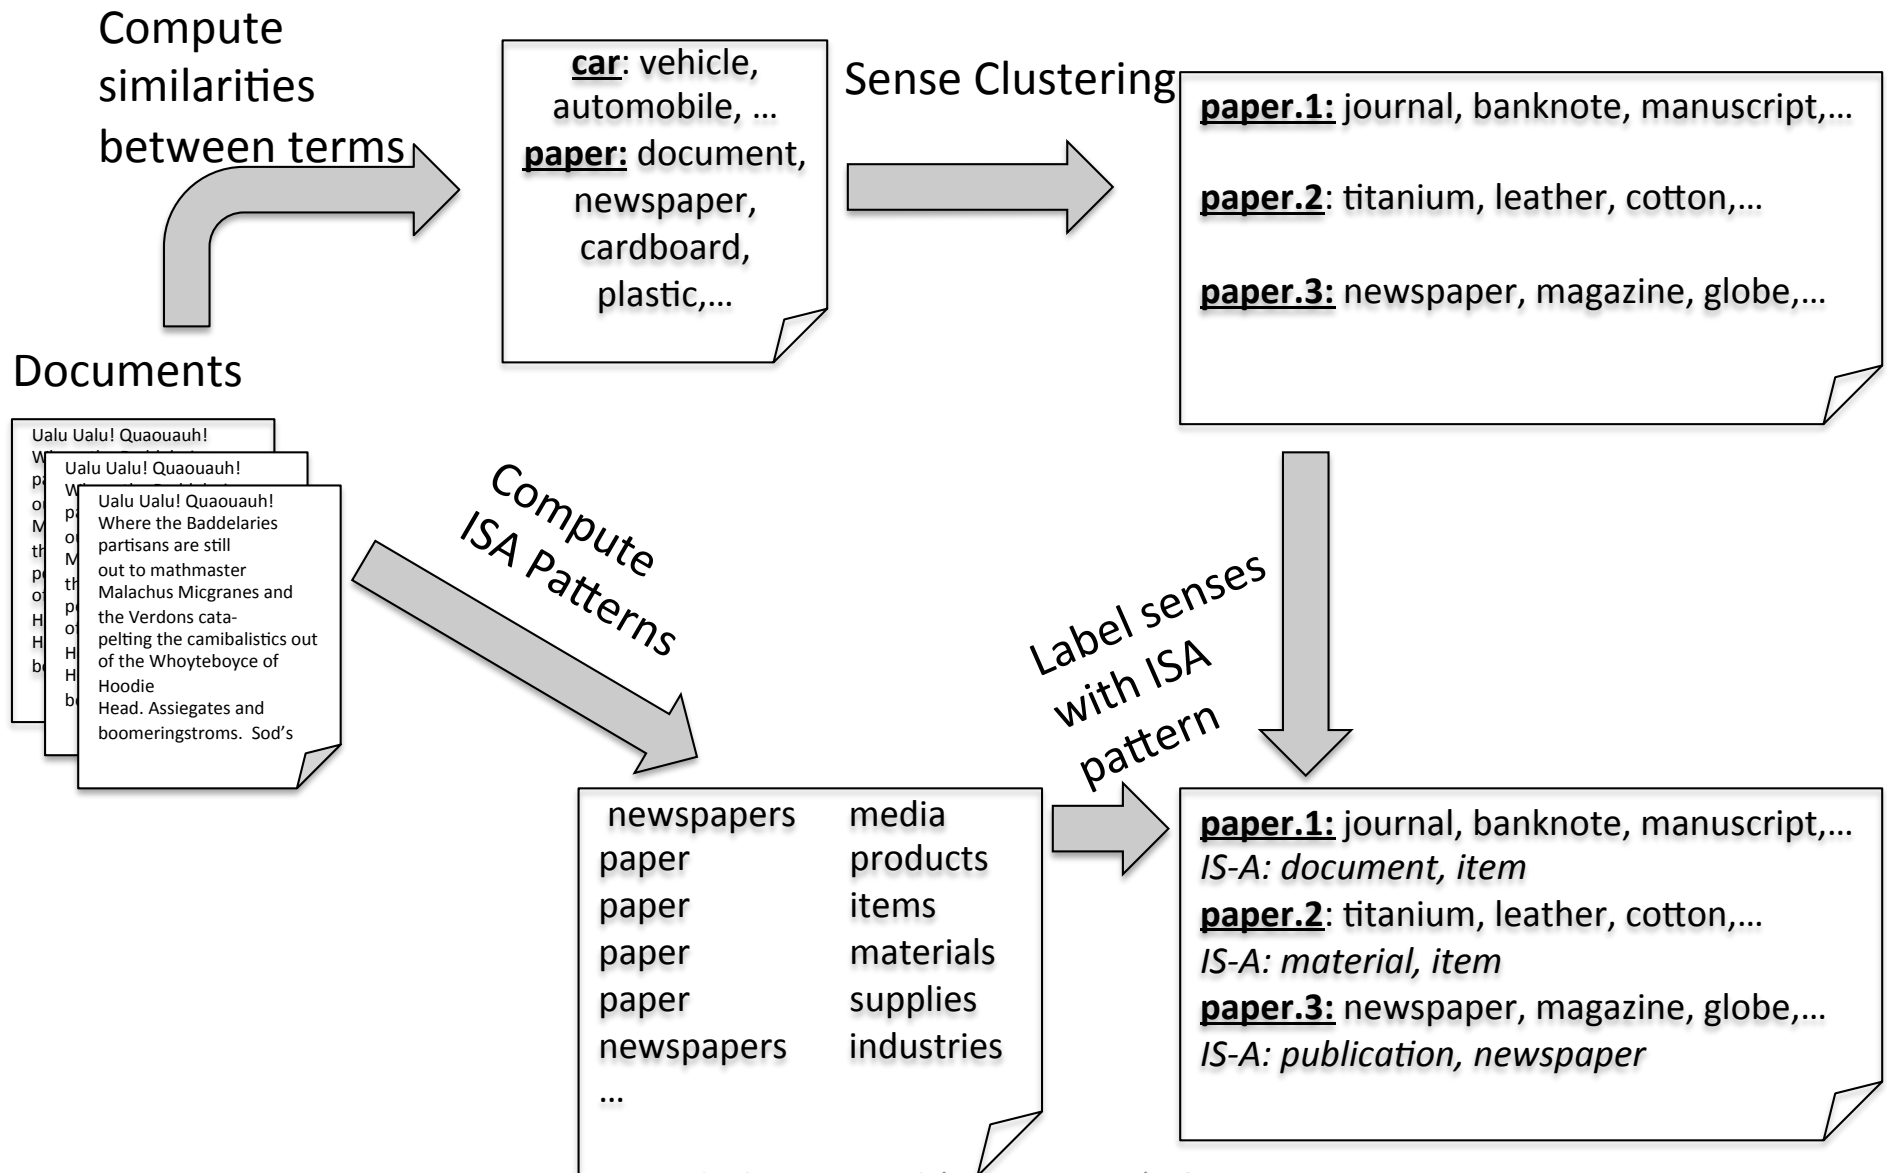 Compute
similarities
between terms
car: vehicle,
automobile, ...
paper: document,
newspaper,
cardboard,
plastic,...
Sense Clustering
paper.1: journal, banknote, manuscript,...
paper.2: titanium, leather, cotton,...
paper.3: newspaper, magazine, globe,...
Documents
Ualu Ualu! Quaouauh!
Ualu Ualu! Quaouauh!
Ualu Ualu! Quaouauh!
Where the Baddelaries
partisans are still
out to mathmaster
Malachus Micgranes and
the Verdons cata-
pelting the camibalistics out
of the Whoyteboyce of
Hoodie
Head. Assiegates and
boomeringstroms. Sod's
Compute
ISA Patterns
Label senses
with ISA
pattern
newspapers media
paper products
paper items
paper materials
paper supplies
newspapers industries
...
paper.1: journal, banknote, manuscript,...
IS-A: document, item
paper.2: titanium, leather, cotton,...
IS-A: material, item
paper.3: newspaper, magazine, globe,...
IS-A: publication, newspaper